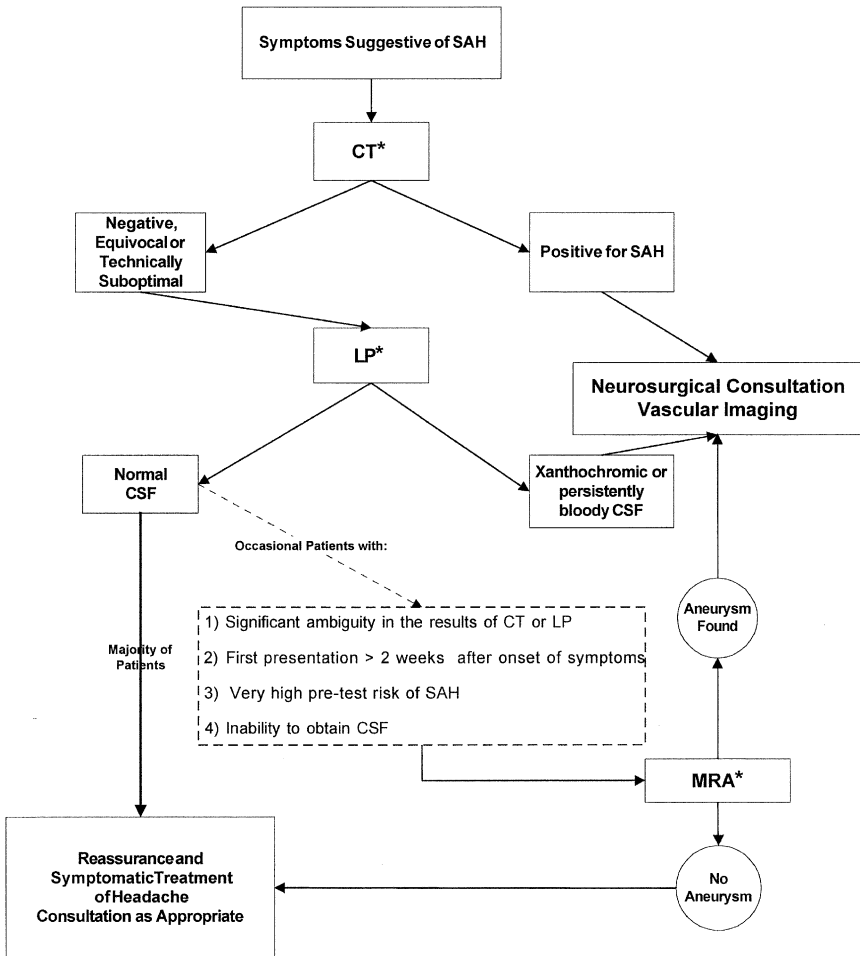 Symptoms Suggestive of SAH
CT*
Negative,
Equivocal or
Technically
Suboptimal
Positive for SAH
LP*
Neurosurgical Consultation
Vascular Imaging
Normal
CSF
Xanthochromic or
persistently
bloody CSF
Occasional Patients with:
1) Significant ambiguity in the results of CT or LP
2) First presentation > 2 weeks after onset of symptoms
3) Very high pre-test risk of SAH
4) Inability to obtain CSF
Majority of
Patients
Aneurysm
Found
MRA*
No
Aneurysm
Reassurance and
Symptomatic Treatment
of Headache
Consultation as Appropriate